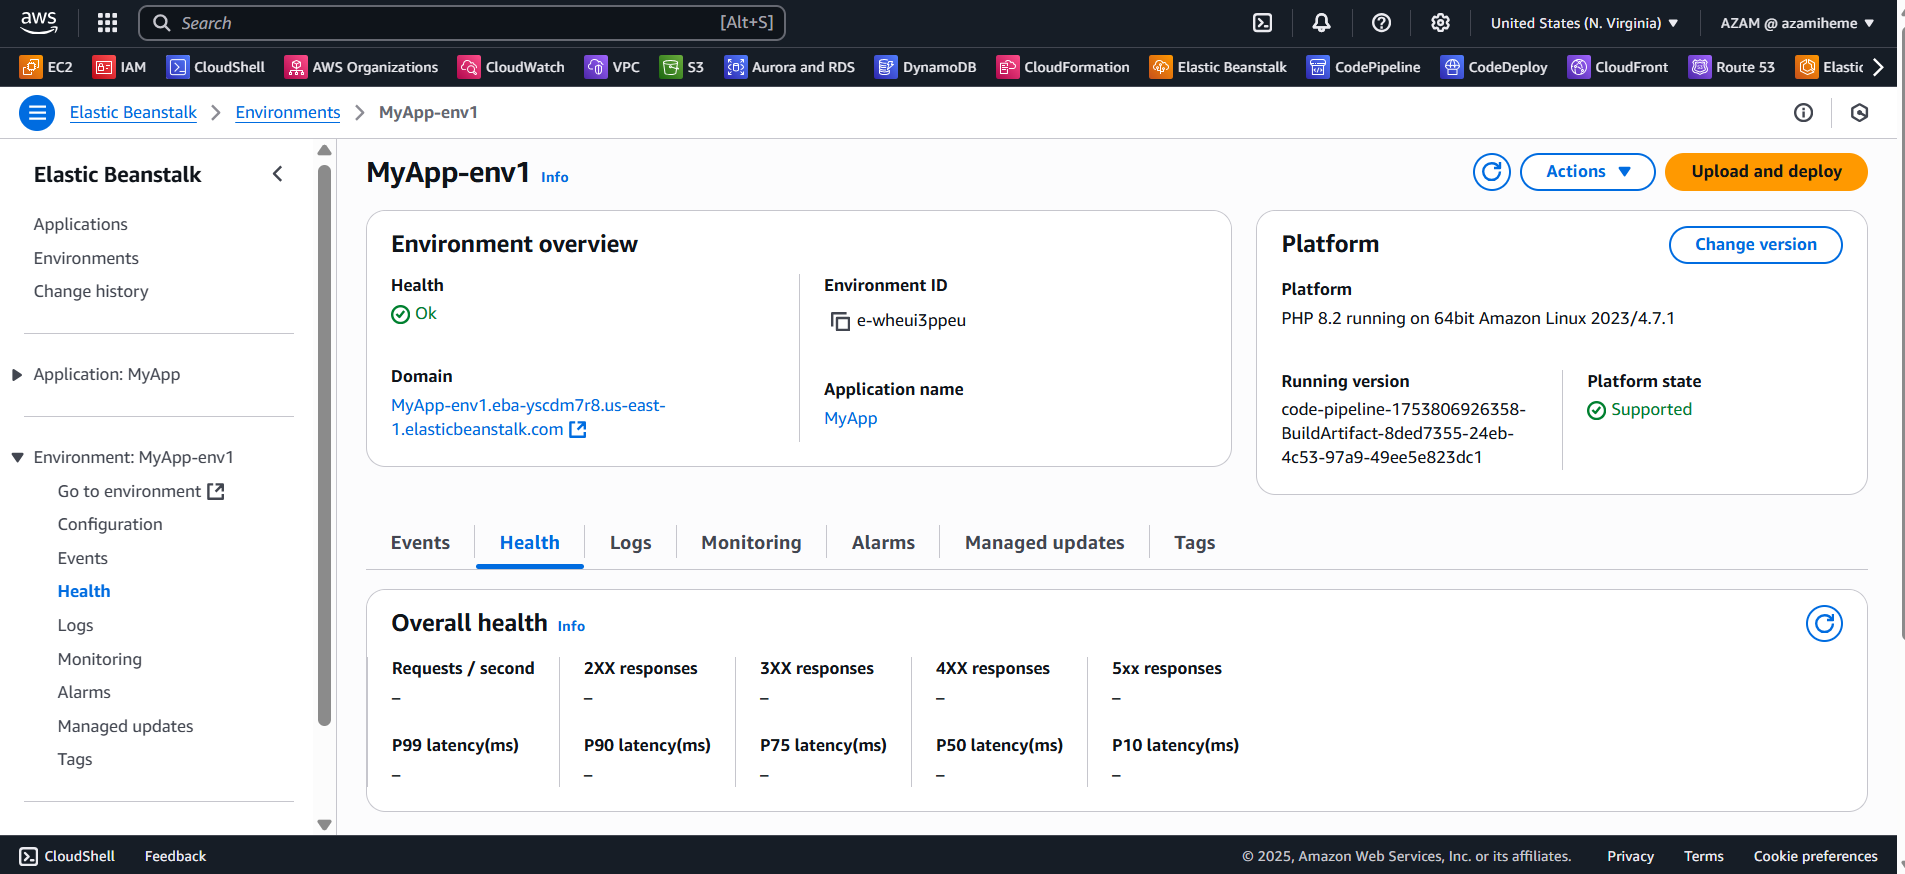 aws
Search [Alt+S]
United States (N. Virginia)
AZAM @ azamiheme
EC2 IAM CloudShell AWS Organizations CloudWatch VPC S3 Aurora and RDS DynamoDB CloudFormation Elastic Beanstalk CodePipeline CodeDeploy CloudFront Route 53 Elastic
Elastic Beanstalk Environments MyApp-env1
Elastic Beanstalk
Applications
Environments
Change history
Application: MyApp
Environment: MyApp-env1
Go to environment
Configuration
Events
Health
Logs
Monitoring
Alarms
Managed updates
Tags
MyApp-env1 Info
Actions
Upload and deploy
Environment overview
Health
Ok
Domain
MyApp-env1.eba-yscdm7r8.us-east-
1.elasticbeanstalk.com
Environment ID
e-wheui3ppeu
Application name
MyApp
Platform
Change version
Platform
PHP 8.2 running on 64bit Amazon Linux 2023/4.7.1
Running version
code-pipeline-1753806926358-
BuildArtifact-8ded7355-24eb-
4c53-97a9-49ee5e823dc1
Platform state
Supported
Events Health Logs Monitoring Alarms Managed updates Tags
Overall health Info
Requests / second 2XX responses 3XX responses 4XX responses 5xx responses
– – – – –
P99 latency(ms) P90 latency(ms) P75 latency(ms) P50 latency(ms) P10 latency(ms)
– – – – –
CloudShell Feedback
© 2025, Amazon Web Services, Inc. or its affiliates. Privacy Terms Cookie preferences